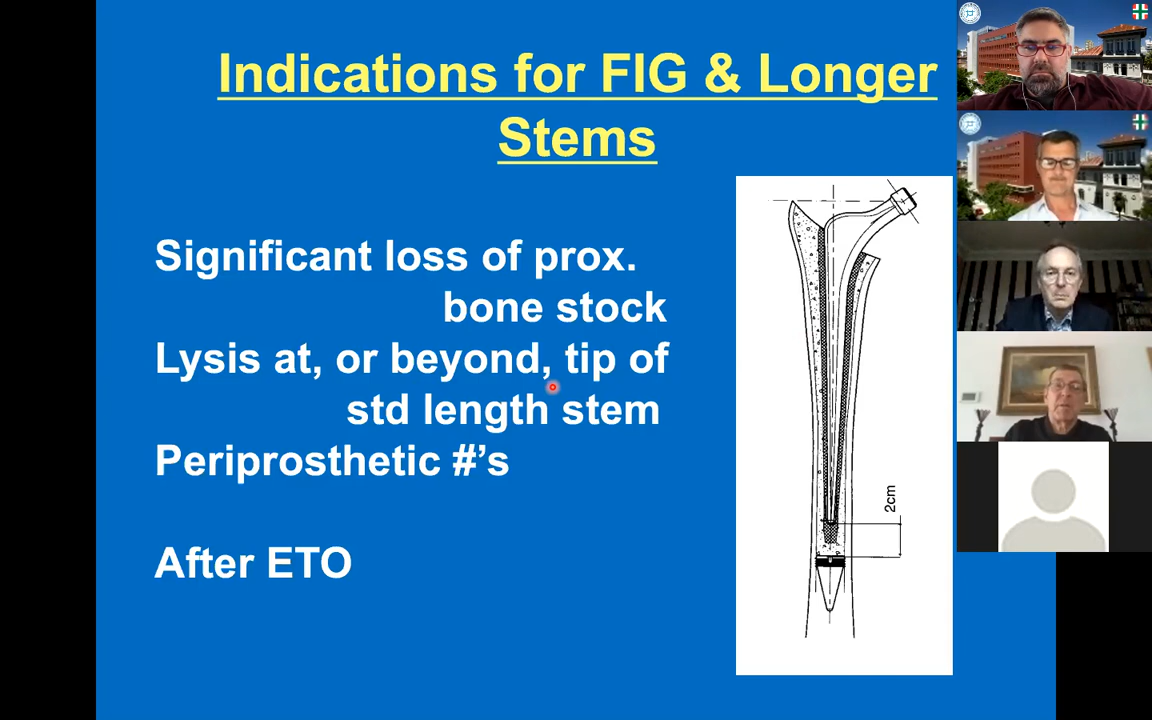 Indications for FIG & Longer
Stems
Significant loss of prox.
bone stock
Lysis at, or beyond, tip of
std length stem
Periprosthetic #’s
After ETO
2cm